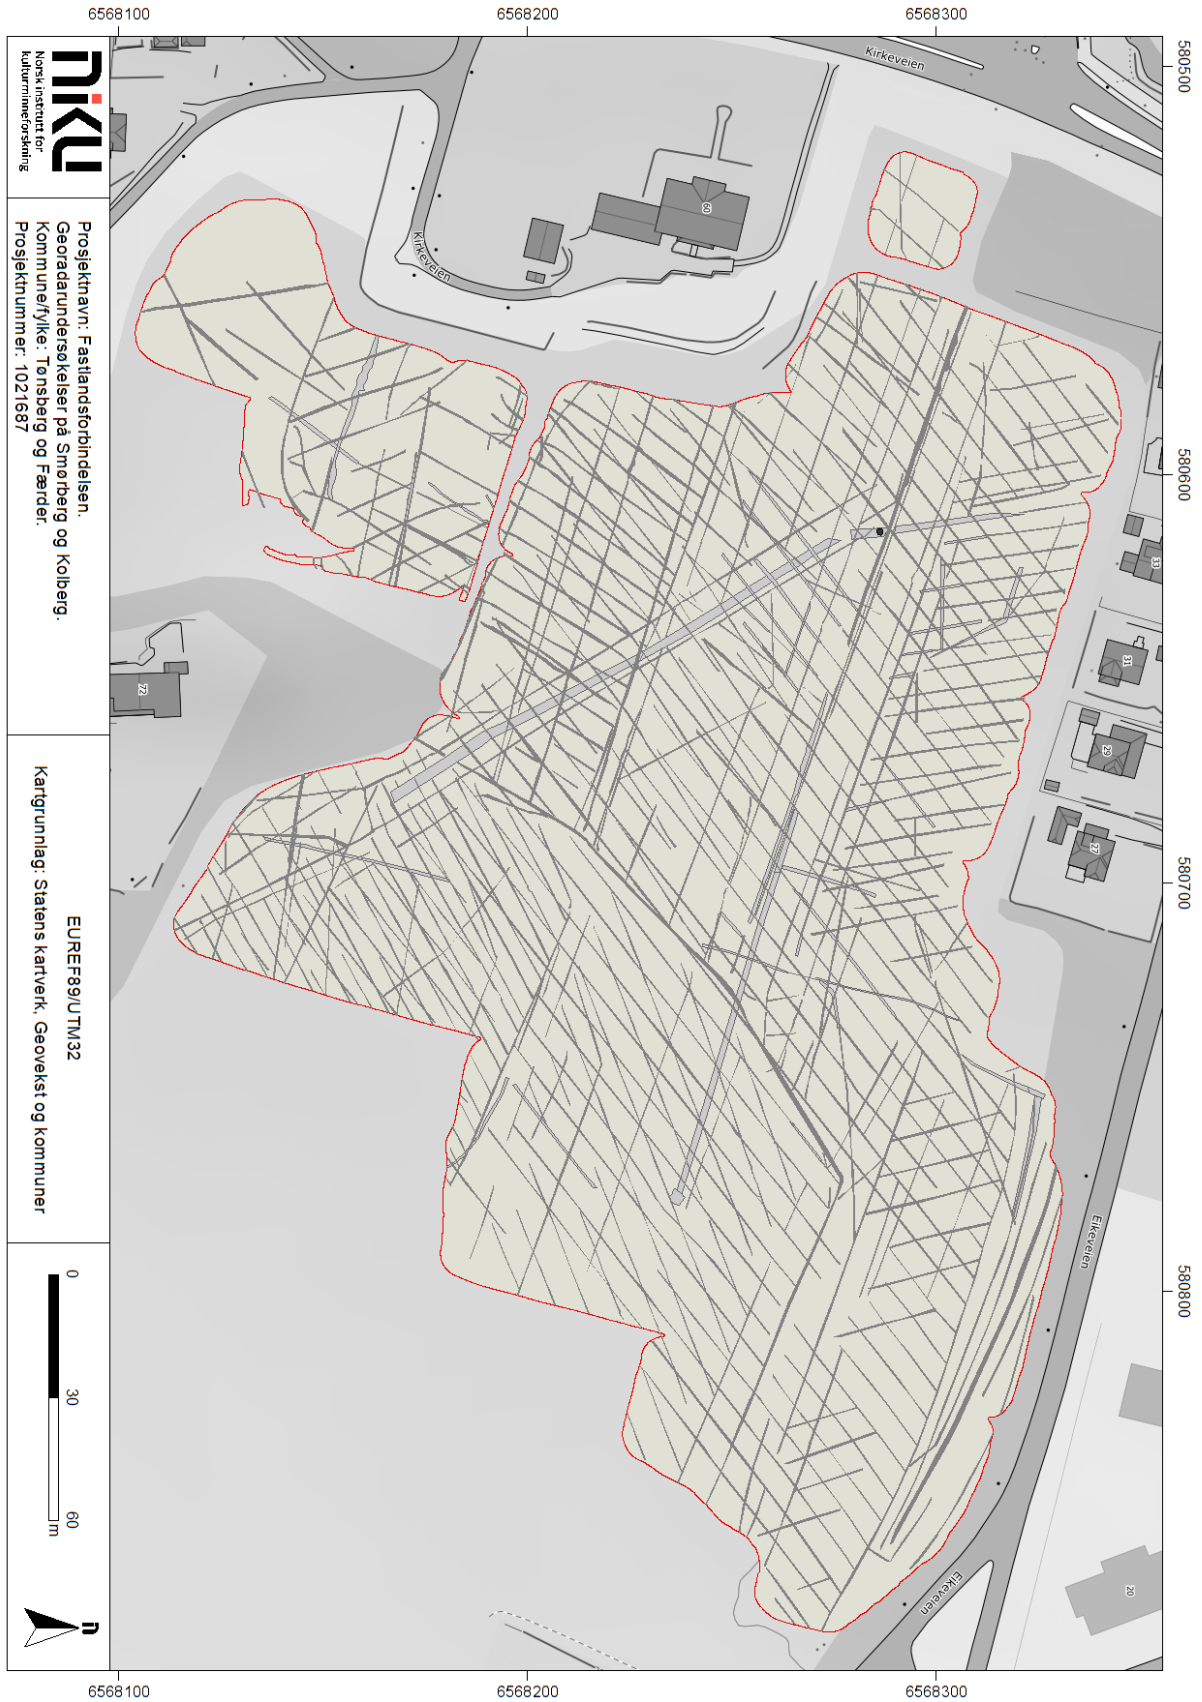 6568100
6568200
6568300
580500
580600
580700
580800
Kirkeveien
Kirkeveien
60
33
31
29
27
72
Eikeveien
Eikeveien
20
NIKU
Norsk institutt for
kulturminneforskning
Prosjektnavn: Fastlandsforbindelsen.
Georadarundersøkelser på Smørberg og Kolberg.
Kommune/fylke: Tønsberg og Færder.
Prosjektnummer: 1021687
EUREF89/UTM32
Kartgrunnlag: Statens kartverk, Geovekst og kommuner
0 30 60
m
n
6568100
6568200
6568300